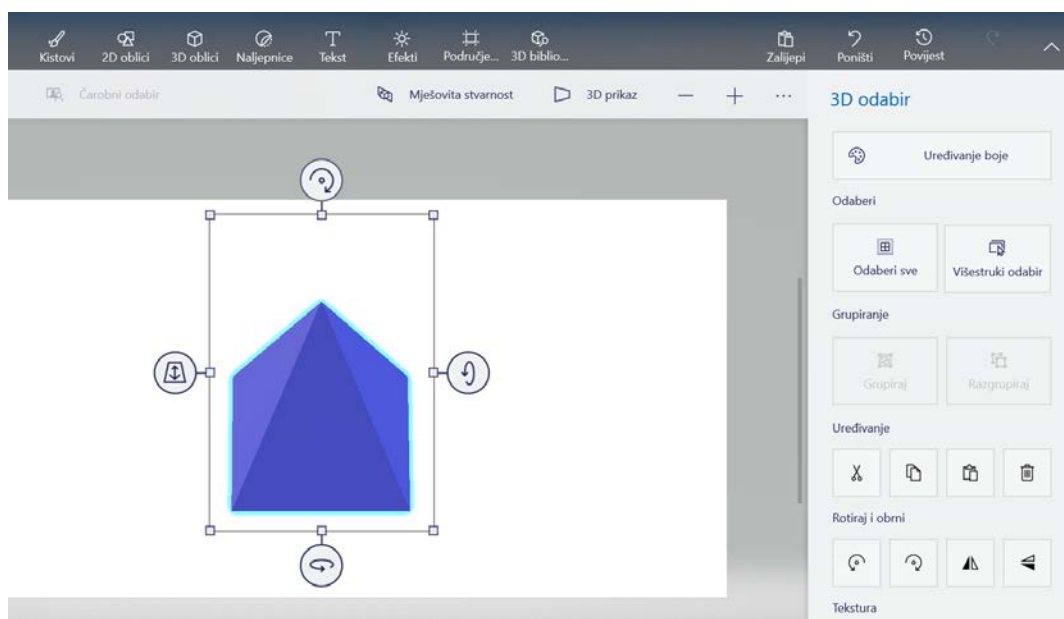 Kistovi 2D oblici 3D oblici Naljepnice Tekst Efekti Područje... 3D biblio... Zalijepi Poništi Povijest
Čarobni odabir Mješovita stvarnost 3D prikaz
3D odabir
Uređivanje boje
Odaberi
Odaberi sve Višestruki odabir
Grupiranje
Grupiraj Razgrupiraj
Uređivanje
Rotiraj i obrni
Tekstura